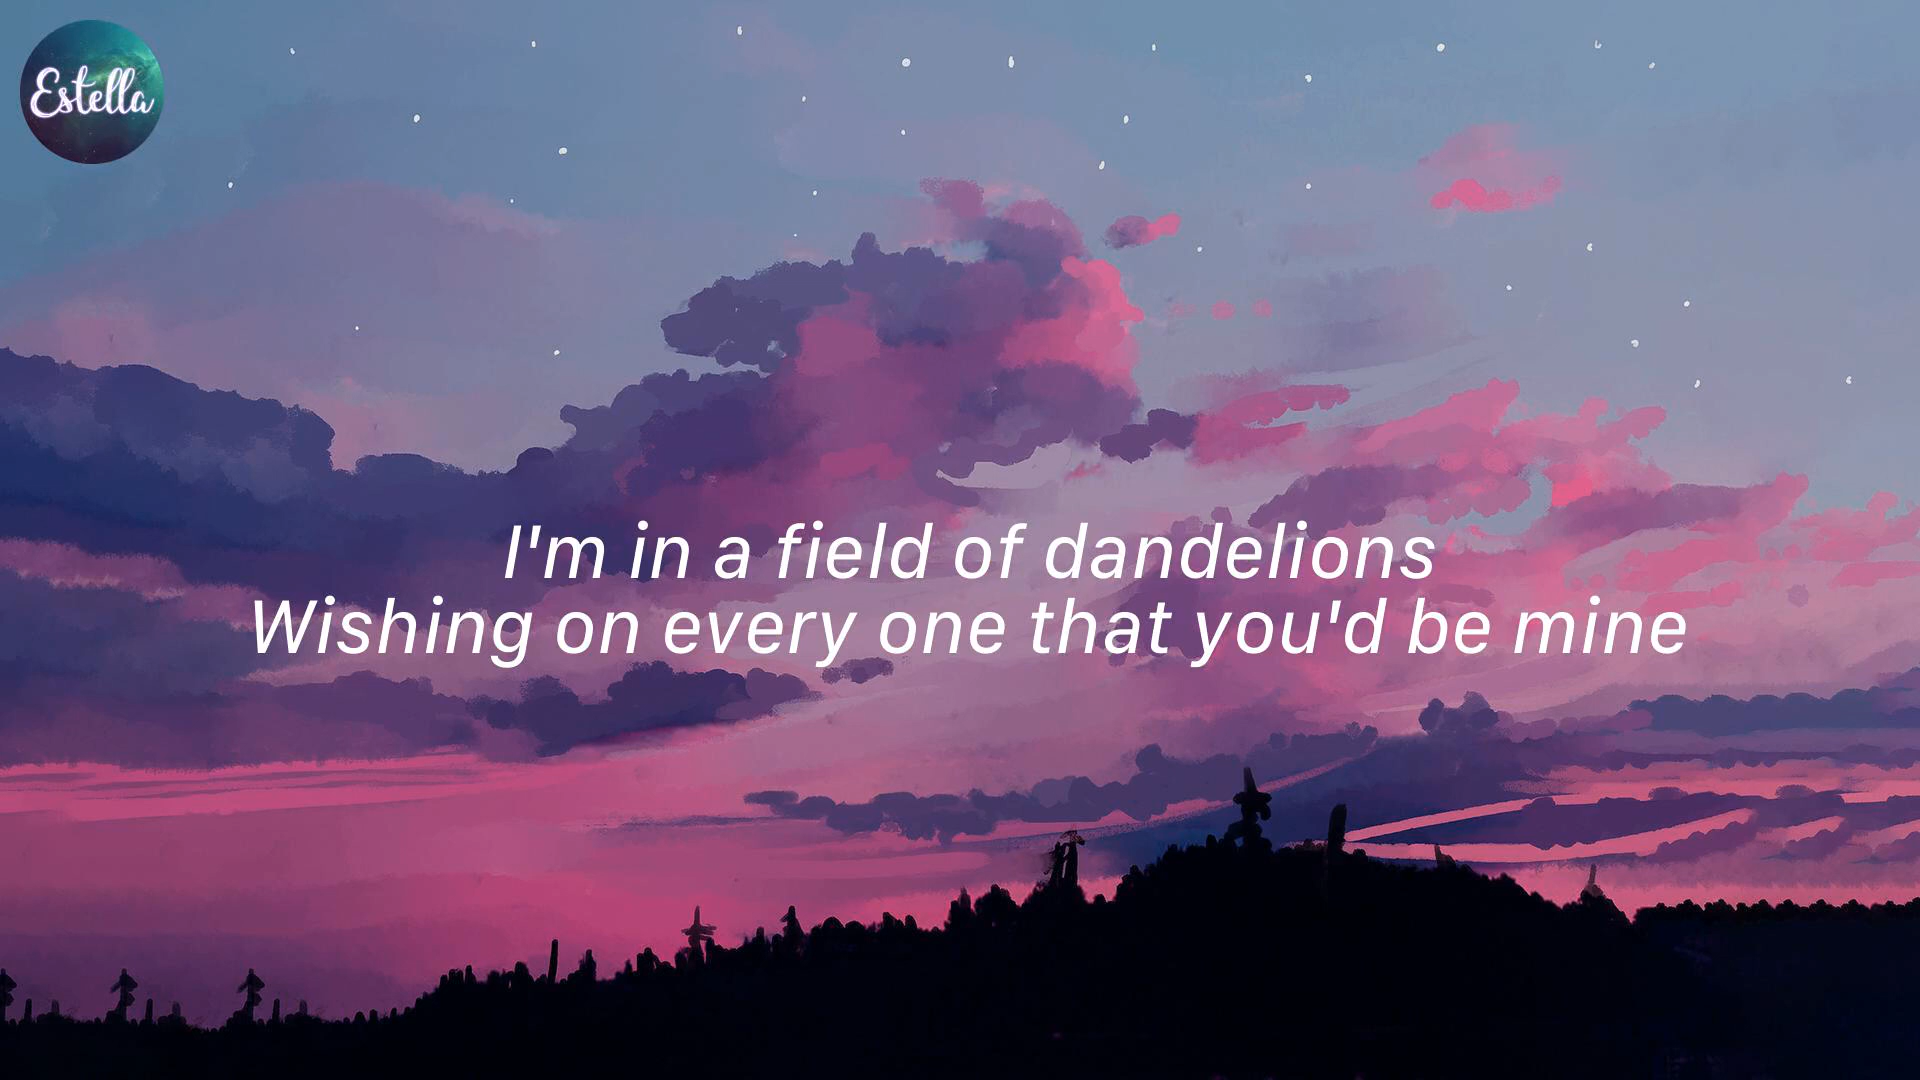 Estella
I'm in a field of dandelions
Wishing on every one that you'd be mine